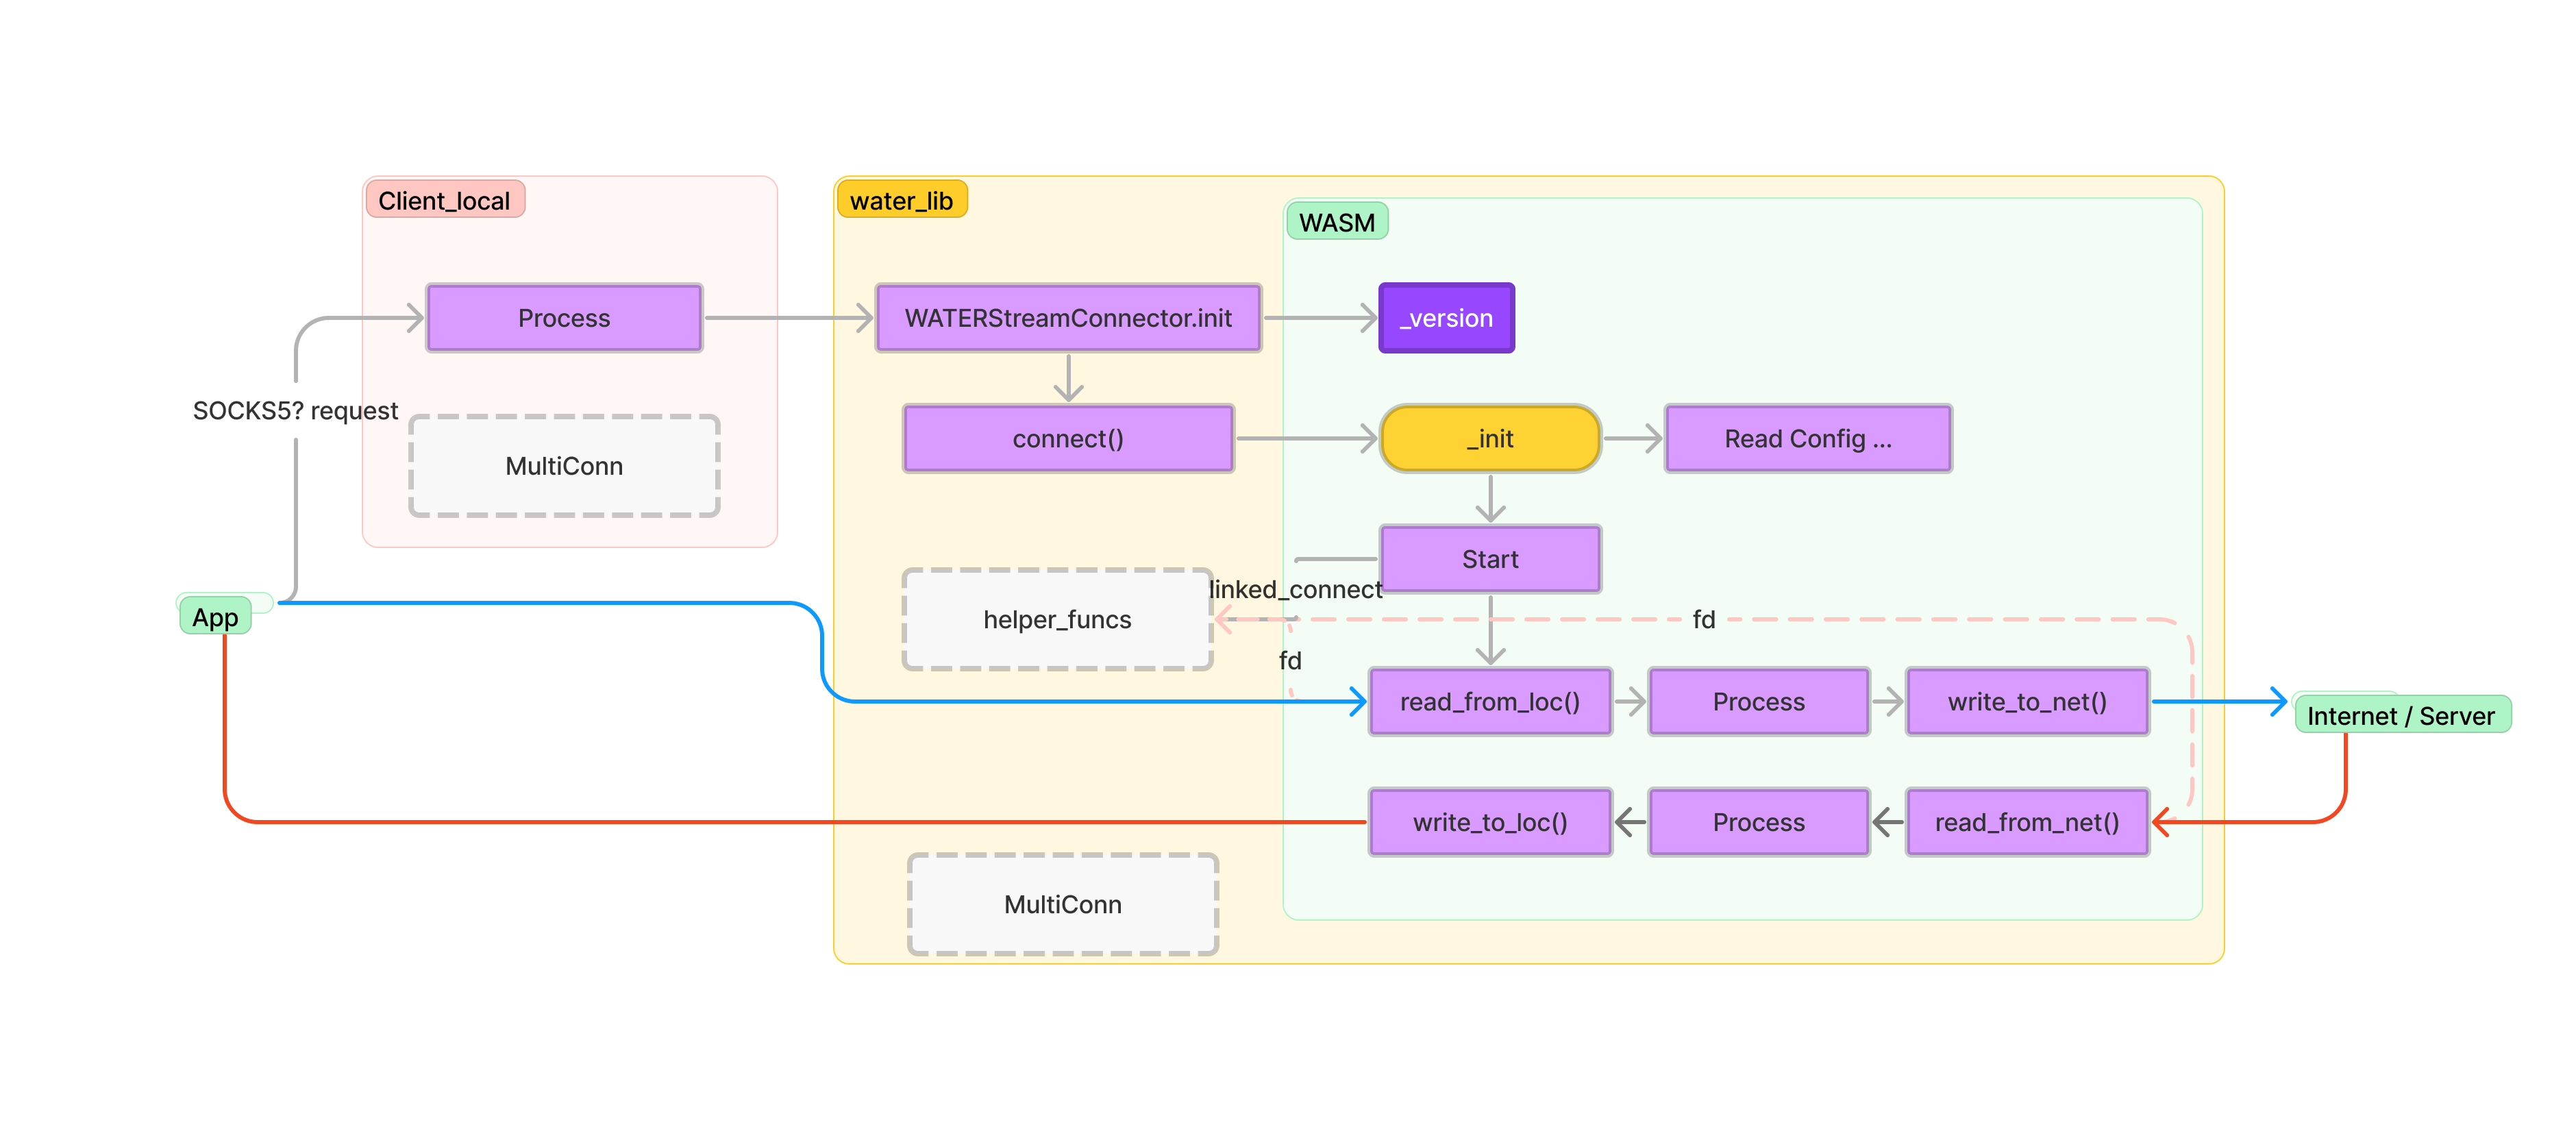 Client_local
water_lib
WASM
Process
WATERStreamConnector.init
_version
SOCKS5? request
MultiConn
connect()
_init
Read Config ...
Start
linked_connect
helper_funcs
fd
fd
App
read_from_loc()
Process
write_to_net()
Internet / Server
write_to_loc()
Process
read_from_net()
MultiConn